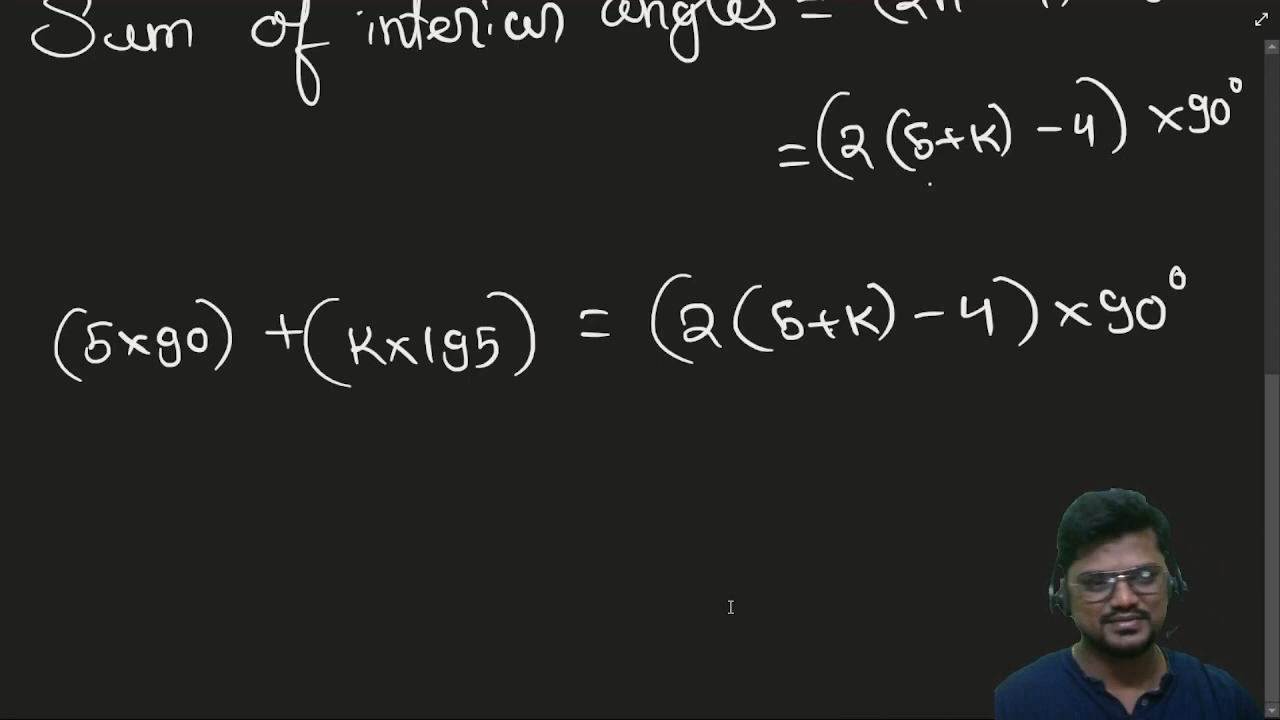 Sum of interior angles =
= (2(5+K) - 4) × 90°
(5×90) + (K×195) = (2(5+K) - 4) × 90°